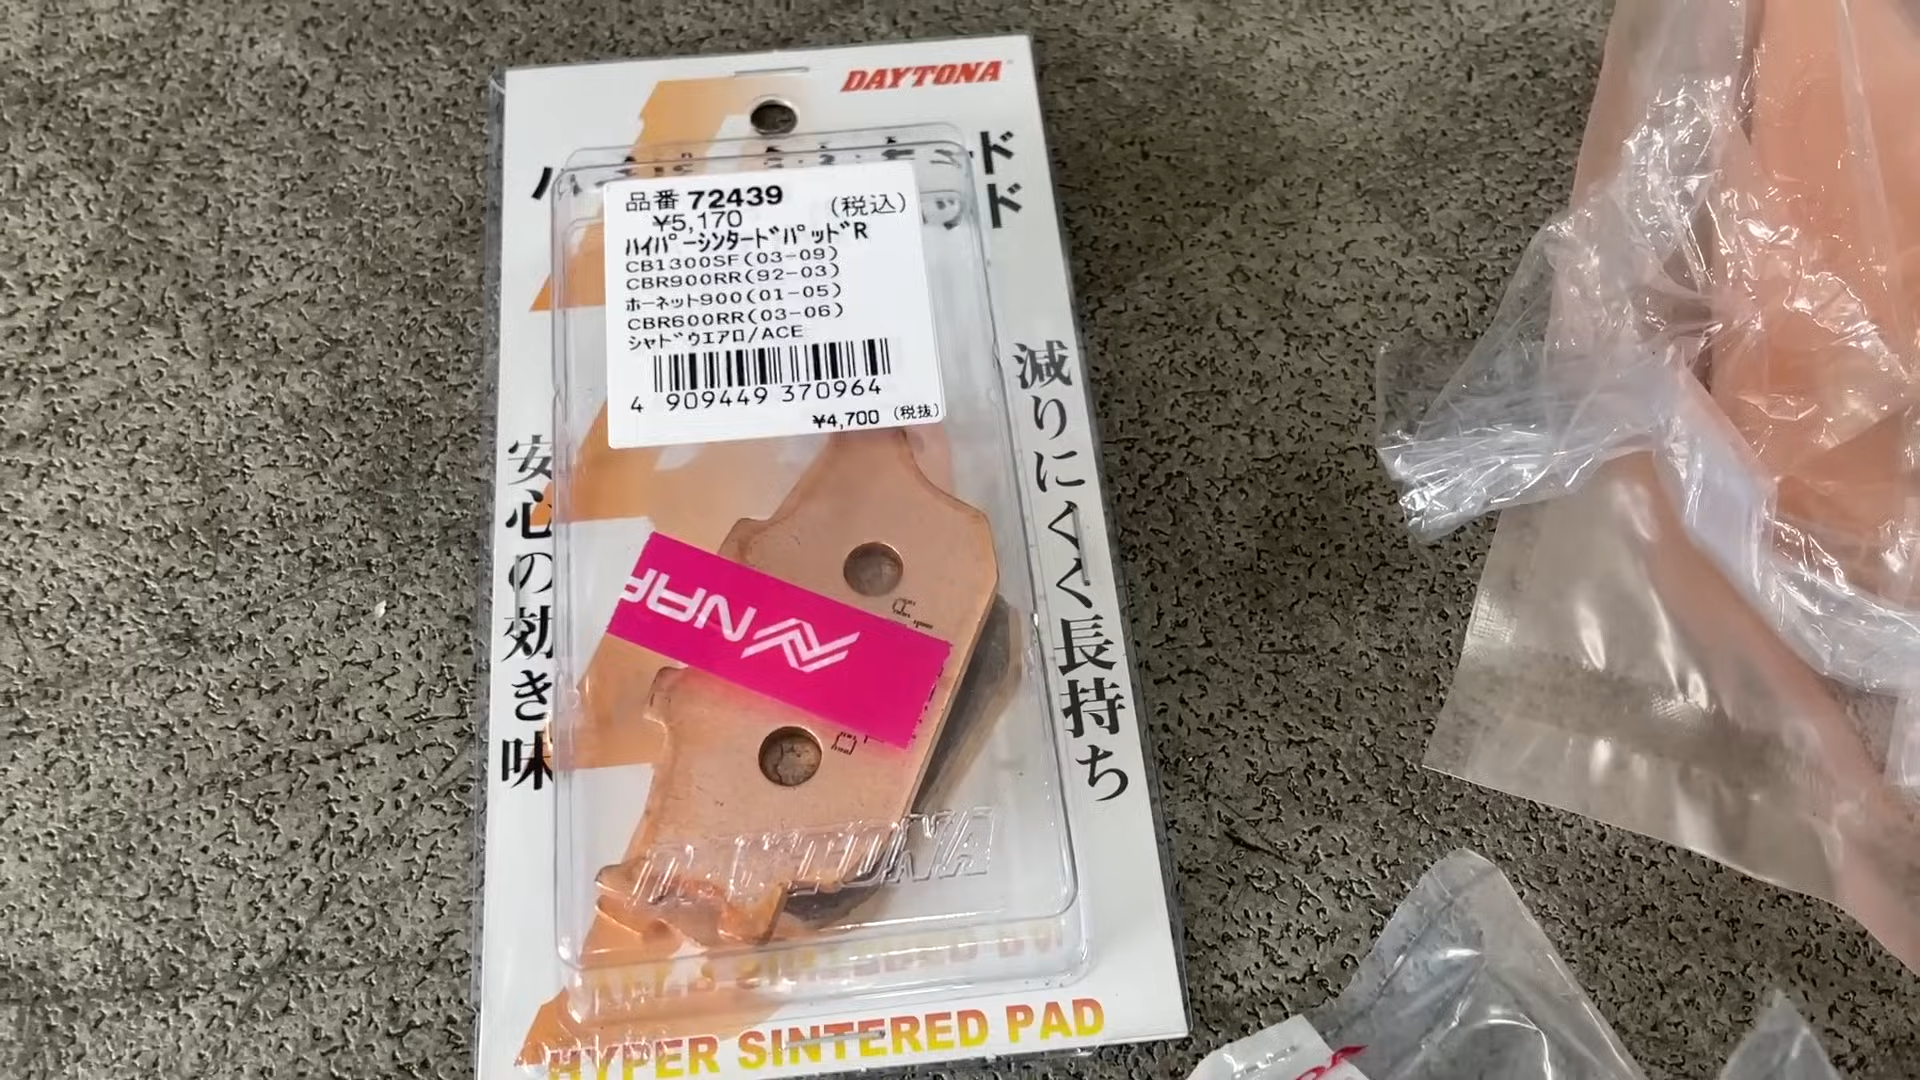 DAYTONA
品番 72439
¥5,170 (税込)
ﾊｲﾊﾟｰｼﾝﾀｰﾄﾞﾊﾟｯﾄﾞR
CB1300SF(03-09)
CBR900RR(92-03)
ﾎｰﾈｯﾄ900(01-05)
CBR600RR(03-06)
ｼｬﾄﾞｳｴｱﾛ/ACE
4 909449 370964
¥4,700 (税抜)
減りにくく長持ち
安心の効き味
DAYTONA
HYPER SINTERED PAD